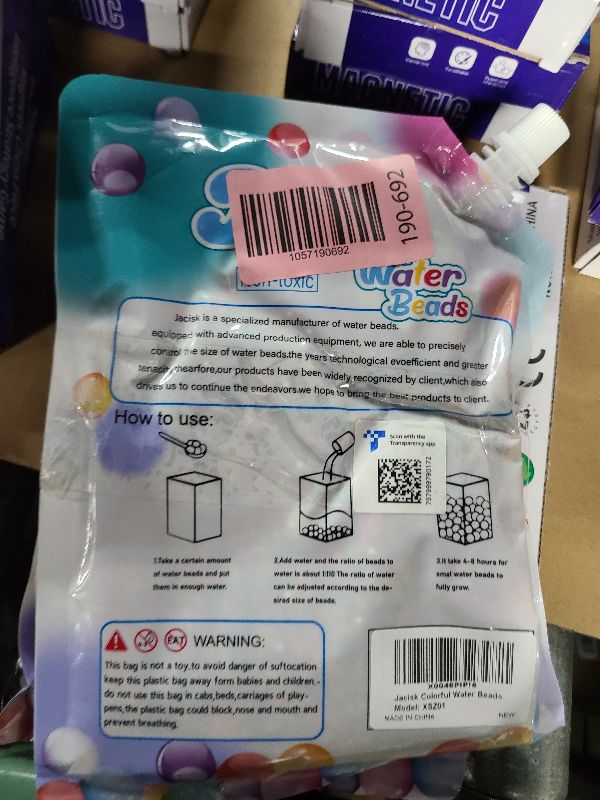 MAGNETIC
190-692
1057190692
Non-toxic
Water
Beads
Jacisk is a specialized manufacturer of water beads.
equipped with advanced production equipment, we are able to precisely
control the size of water beads.the years technological evoefficient and greater
tenacity.thearfore,our products have been widely recognized by client,which also
drives us to continue the endeavors.we hope to bring the best products to client.
How to use:
Scan with the
Transparency app
1.Take a certain amount
of water beads and put
them in enough water.
2.Add water and the ratio of beads to
water is about 1:110 The ratio of water
can be adjusted according to the de-
sired size of beads.
3.It take 4-8 hours for
smal water beads to
fully grow.
EAT WARNING:
This bag is not a toy,to avoid danger of suftocation
keep this plastic bag away form babies and children,-
do not use this bag in cabs,beds,carriages of play-
pens,the plastic bag could block,nose and mouth and
prevent breathing.
Jacisk Colorful Water Beads
Model: XSZ01
MADE IN CHINA NEW